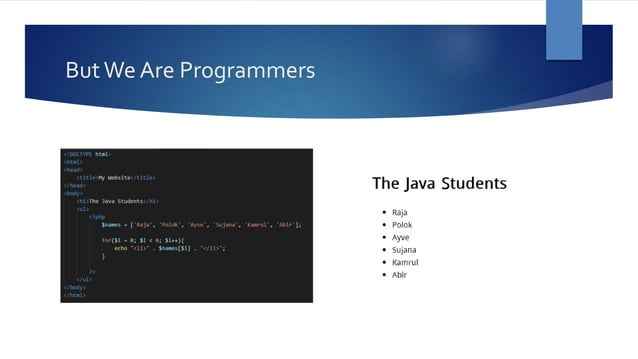 But We Are Programmers
<!DOCTYPE html>
<html>
<head>
<title>My Website</title>
</head>
<body>
<h1>The Java Students</h1>
<ul>
<?php
$names = ['Raja', 'Polok', 'Ayve', 'Sujana', 'Kamrul', 'Abir'];
for($i = 0; $i < 6; $i++){
echo "<li>" . $names[$i] . "</li>";
}
?>
</ul>
</body>
</html>
The Java Students
Raja
Polok
Ayve
Sujana
Kamrul
Abir